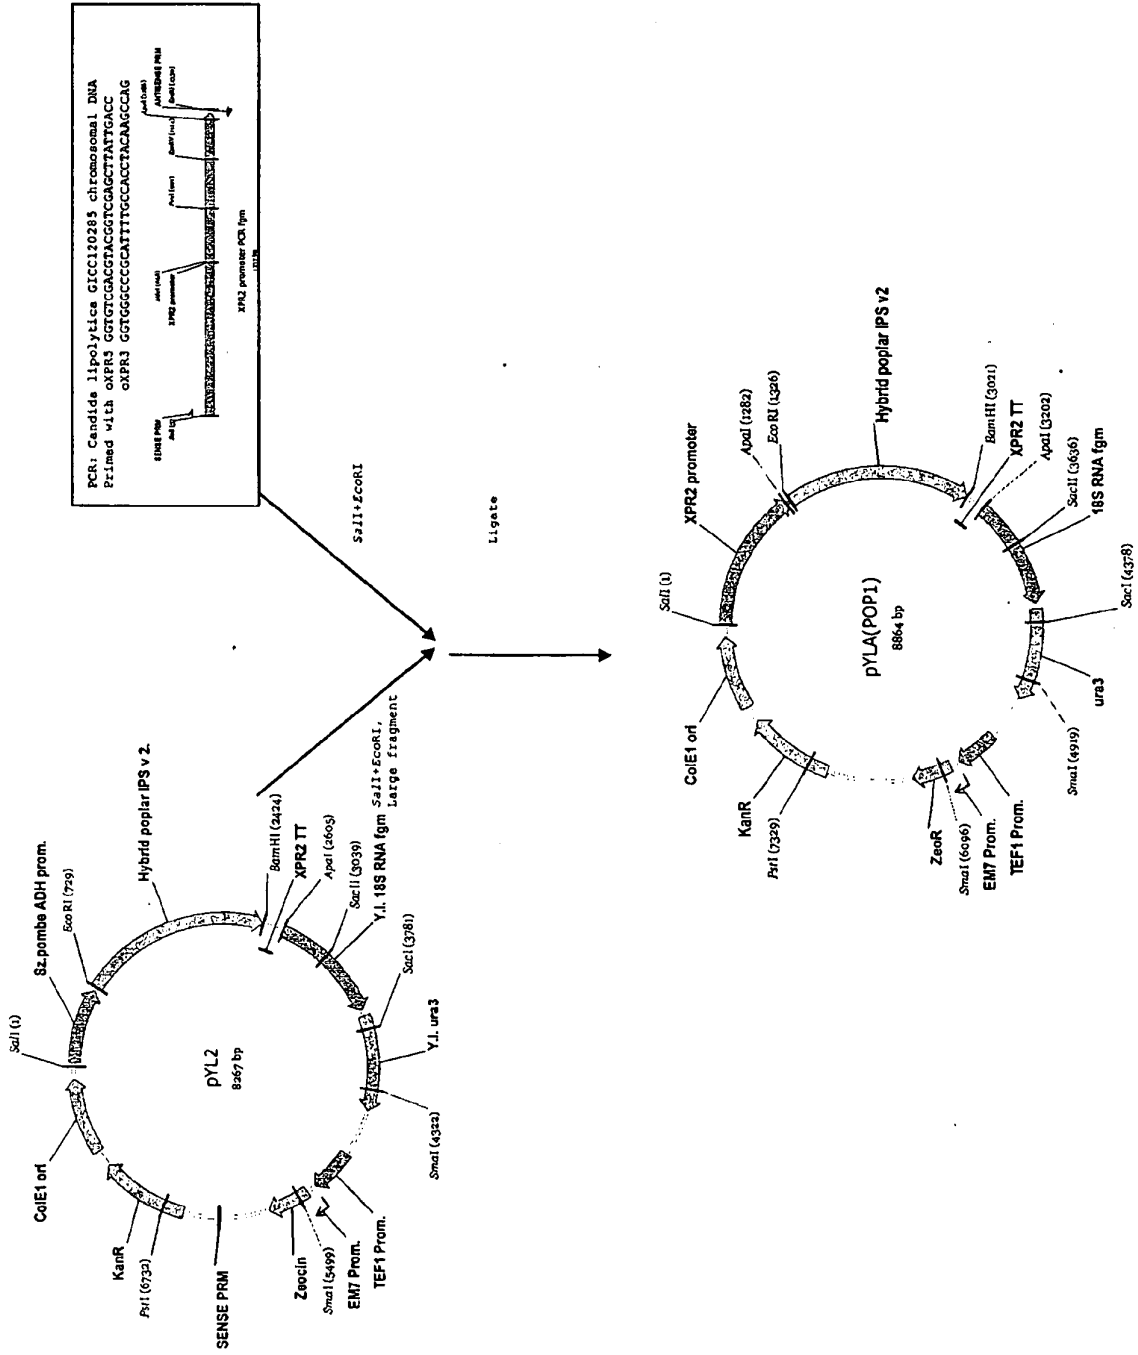 PCR: Candida lipolytica GICC120285 chromosomal DNA
Primed with oXPR5 GGTGTCGACGTACGGTCGAGCTTATTGACC
oXPR3 GGTGGGCCCGCATTTTGCCACCTACAAGCCAG
SENSE PRM
XPR2 promoter
ANTISENSE PRM
XPR2 promoter PCR fgm
SalI+EcoRI
Ligate
SalI (1)
Sz.pombe ADH prom.
EcoRI (729)
Hybrid poplar IPS v 2.
BamHI (2424)
XPR2 TT
ApaI (2605)
SacII (3039)
Y.l. 18S RNA fgm
SacI (3781)
Y.l. ura3
SmaI (4322)
TEF1 Prom.
EM7 Prom.
SmaI (5499)
Zeocin
SENSE PRM
PstI (6732)
KanR
ColE1 ori
pYL2
8267 bp
SalI+EcoRI,
Large fragment
SalI (1)
XPR2 promoter
ApaI (1282)
EcoRI (1326)
Hybrid poplar IPS v2
BamHI (3021)
XPR2 TT
ApaI (3202)
SacII (3636)
18S RNA fgm
SacI (4378)
ura3
SmaI (4919)
TEF1 Prom.
EM7 Prom.
SmaI (6096)
ZeoR
PstI (7329)
KanR
ColE1 ori
pYLA(POP1)
8864 bp